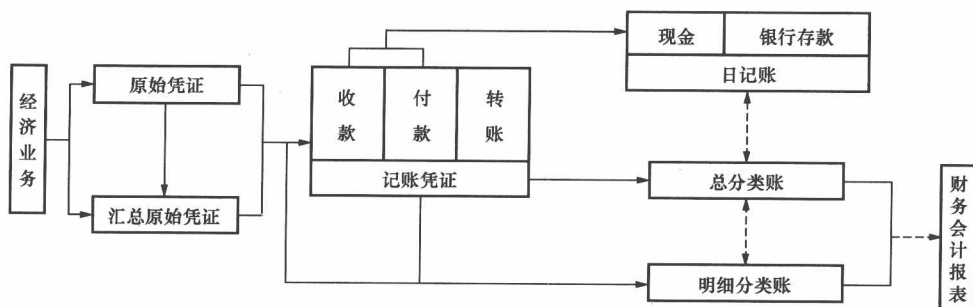 经济业务
原始凭证
汇总原始凭证
收款
付款
转账
记账凭证
现金
银行存款
日记账
总分类账
明细分类账
财务会计报表